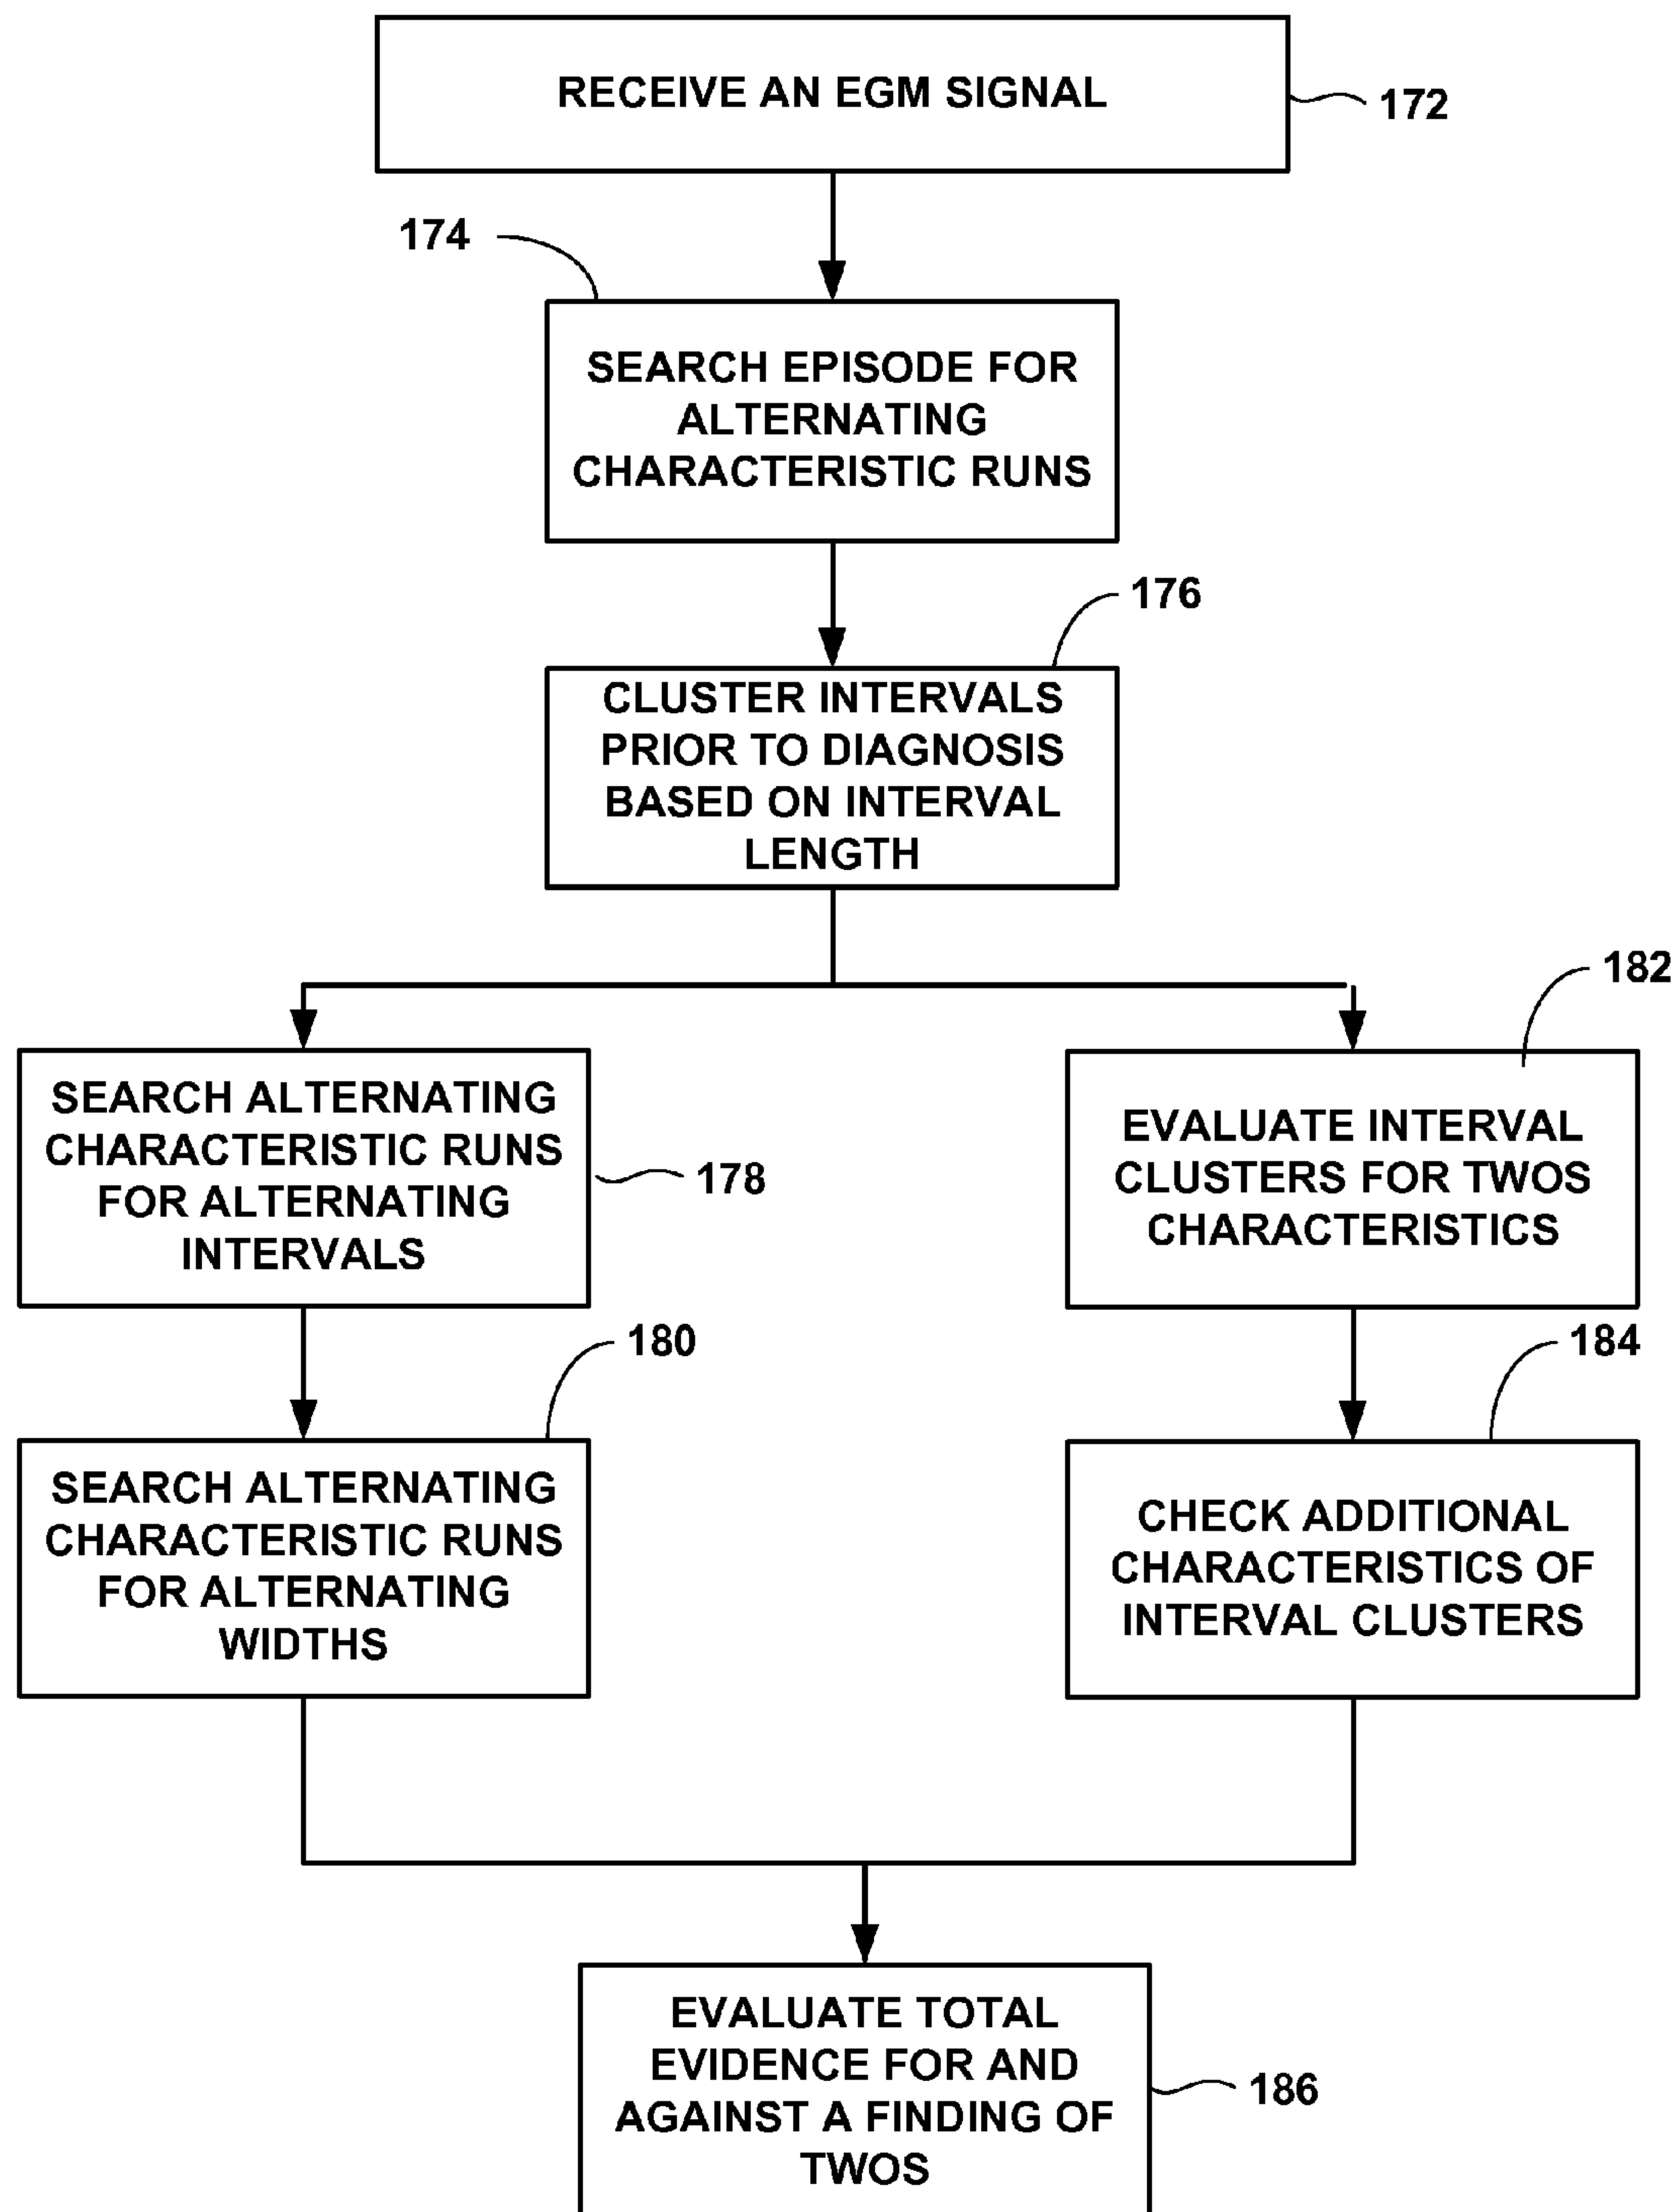 RECEIVE AN EGM SIGNAL
172
174
SEARCH EPISODE FOR
ALTERNATING
CHARACTERISTIC RUNS
176
CLUSTER INTERVALS
PRIOR TO DIAGNOSIS
BASED ON INTERVAL
LENGTH
SEARCH ALTERNATING
CHARACTERISTIC RUNS
FOR ALTERNATING
INTERVALS
178
180
SEARCH ALTERNATING
CHARACTERISTIC RUNS
FOR ALTERNATING
WIDTHS
182
EVALUATE INTERVAL
CLUSTERS FOR TWOS
CHARACTERISTICS
184
CHECK ADDITIONAL
CHARACTERISTICS OF
INTERVAL CLUSTERS
EVALUATE TOTAL
EVIDENCE FOR AND
AGAINST A FINDING OF
TWOS
186